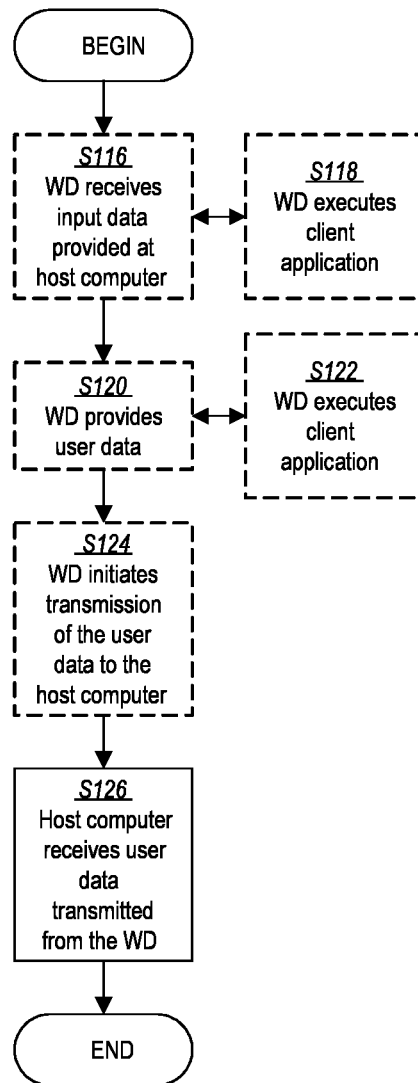 BEGIN
S116
WD receives
input data
provided at
host computer
S118
WD executes
client
application
S120
WD provides
user data
S122
WD executes
client
application
S124
WD initiates
transmission
of the user
data to the
host computer
S126
Host computer
receives user
data
transmitted
from the WD
END